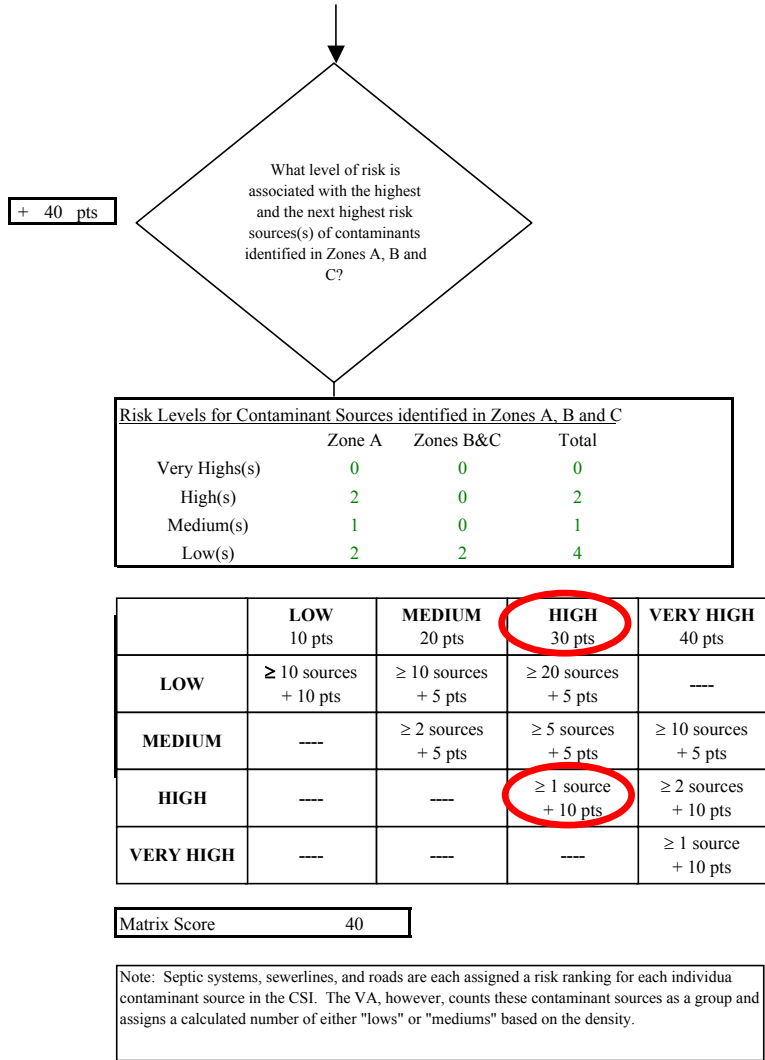 What level of risk is
associated with the highest
and the next highest risk
sources(s) of contaminants
identified in Zones A, B and
C?
+ 40 pts
Risk Levels for Contaminant Sources identified in Zones A, B and C
Zone A Zones B&C Total
Very Highs(s) 0 0 0
High(s) 2 0 2
Medium(s) 1 0 1
Low(s) 2 2 4
LOW MEDIUM HIGH VERY HIGH
10 pts 20 pts 30 pts 40 pts
LOW ≥ 10 sources + 10 pts ≥ 10 sources + 5 pts ≥ 20 sources + 5 pts ----
MEDIUM ---- ≥ 2 sources + 5 pts ≥ 5 sources + 5 pts ≥ 10 sources + 5 pts
HIGH ---- ---- ≥ 1 source + 10 pts ≥ 2 sources + 10 pts
VERY HIGH ---- ---- ---- ≥ 1 source + 10 pts
Matrix Score 40
Note: Septic systems, sewerlines, and roads are each assigned a risk ranking for each individua
contaminant source in the CSI. The VA, however, counts these contaminant sources as a group and
assigns a calculated number of either "lows" or "mediums" based on the density.